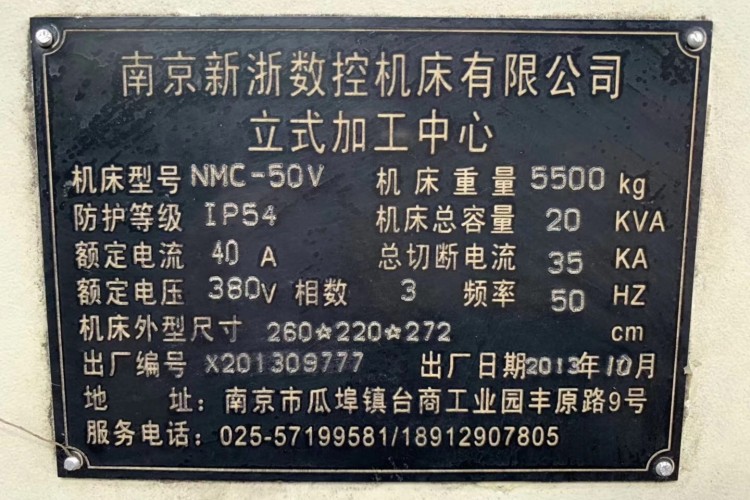 南京新浙数控机床有限公司
立式加工中心
机床型号 NMC-50V 机床重量 5500 kg
防护等级 IP54 机床总容量 20 KVA
额定电流 40 A 总切断电流 35 KA
额定电压 380V 相数 3 频率 50 HZ
机床外型尺寸 260☆220☆272 cm
出厂编号 X201309777 出厂日期2013年10月
地 址：南京市瓜埠镇台商工业园丰原路9号
服务电话：025-57199581/18912907805